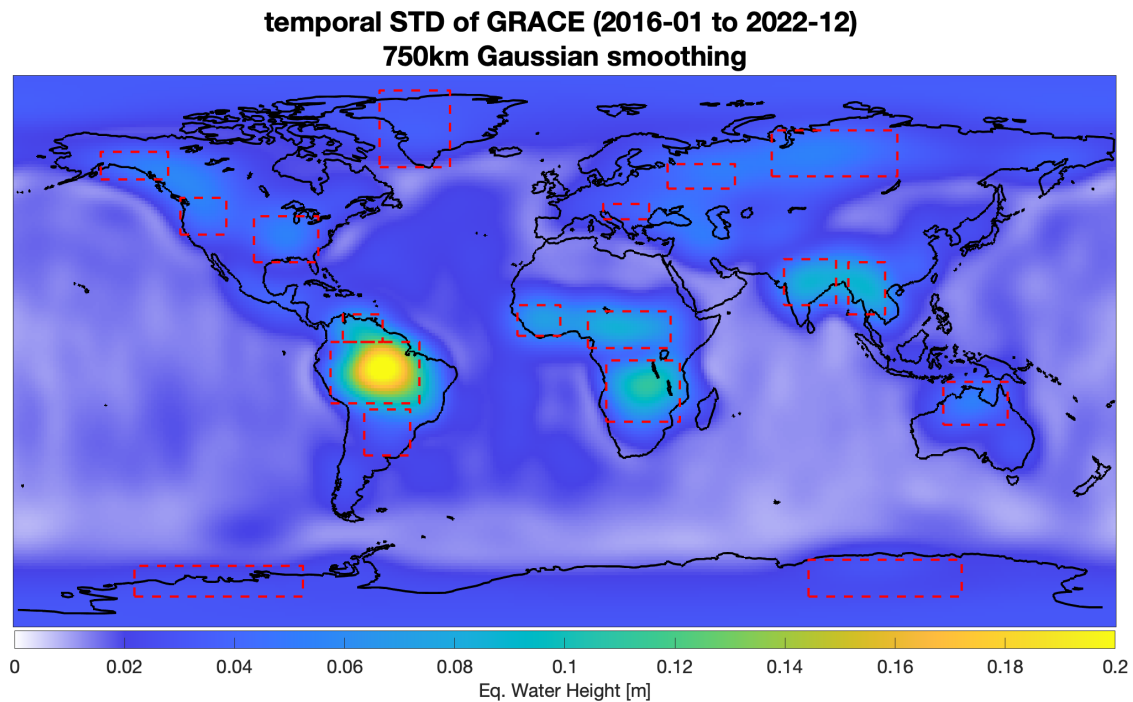 temporal STD of GRACE (2016-01 to 2022-12)
750km Gaussian smoothing
0 0.02 0.04 0.06 0.08 0.1 0.12 0.14 0.16 0.18 0.2
Eq. Water Height [m]